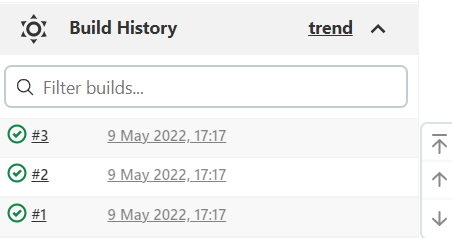 Build History trend
Filter builds...
#3 9 May 2022, 17:17
#2 9 May 2022, 17:17
#1 9 May 2022, 17:17